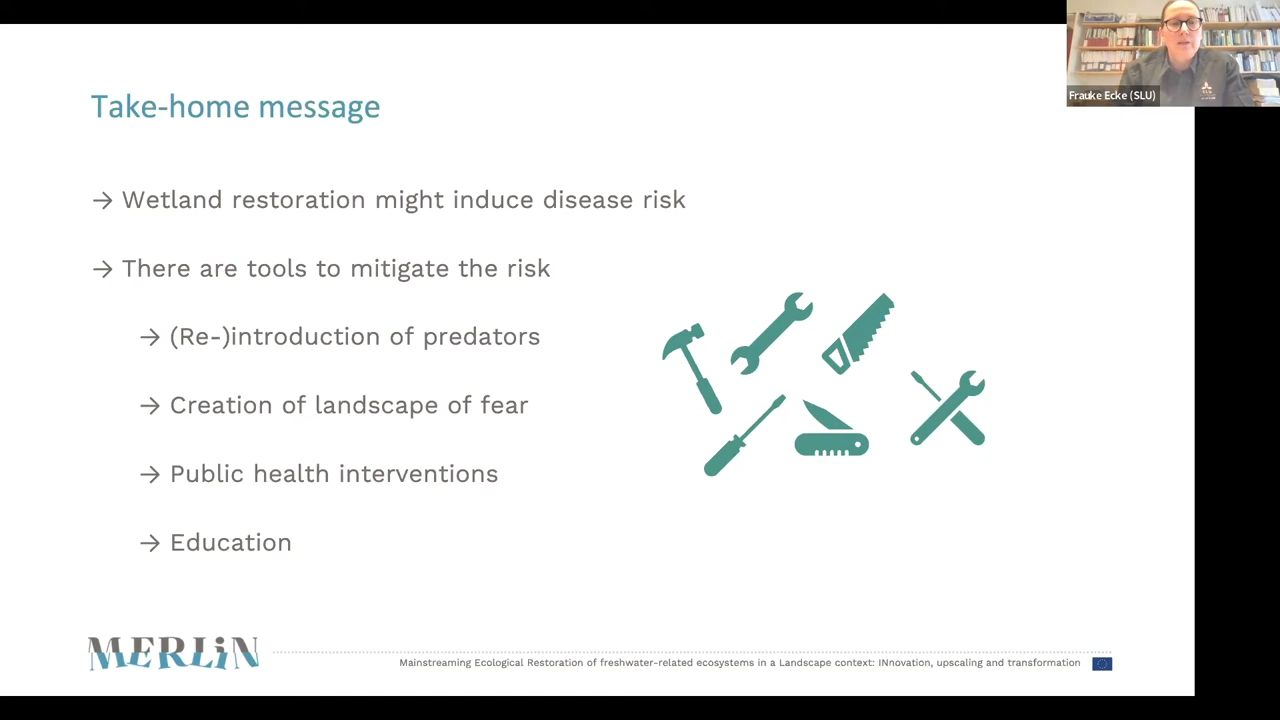 Frauke Ecke (SLU)
SLU
Take-home message
→ Wetland restoration might induce disease risk
→ There are tools to mitigate the risk
→ (Re-)introduction of predators
→ Creation of landscape of fear
→ Public health interventions
→ Education
MERLiN
Mainstreaming Ecological Restoration of freshwater-related ecosystems in a Landscape context: INnovation, upscaling and transformation